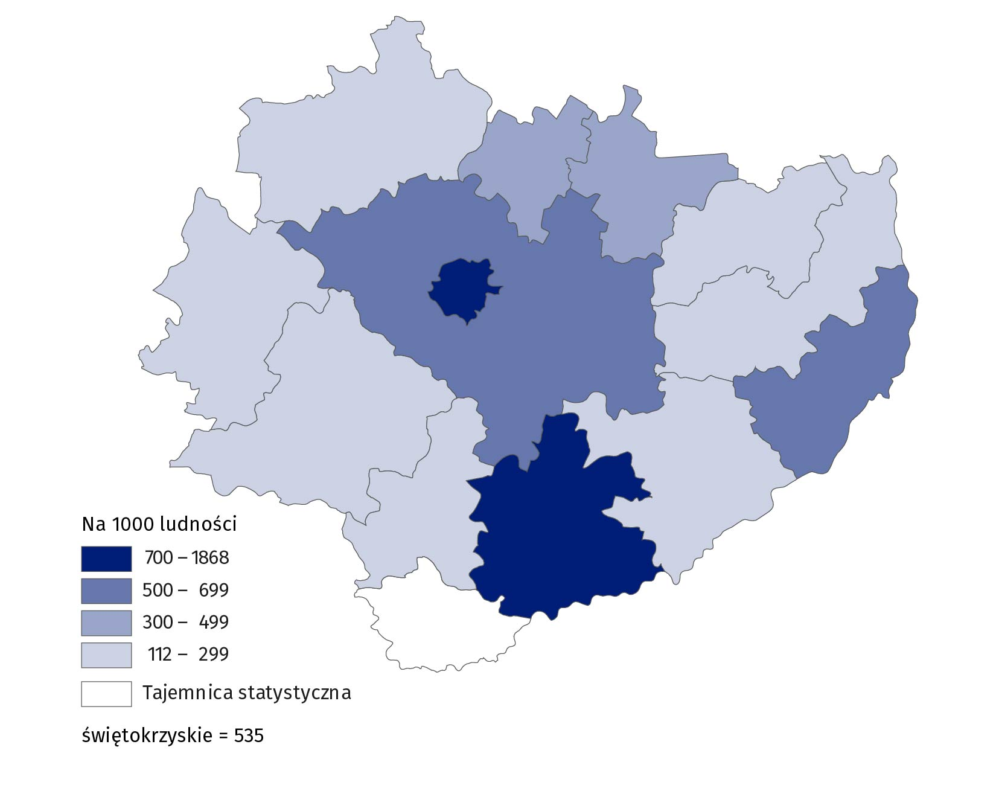 Na 1000 ludności
700 – 1868
500 – 699
300 – 499
112 – 299
Tajemnica statystyczna
świętokrzyskie = 535